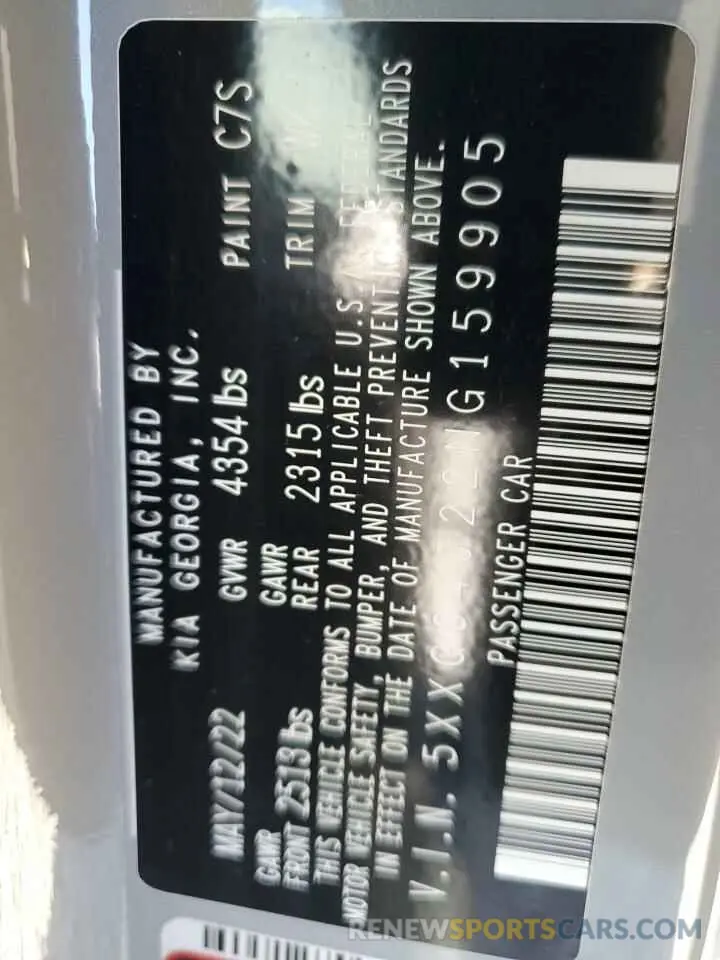 MANUFACTURED BY
KIA GEORGIA, INC.
MAY/12/22 GVWR 4354 lbs PAINT C7S
GAWR GAWR
FRONT 2513 lbs REAR 2315 lbs TRIM
THIS VEHICLE CONFORMS TO ALL APPLICABLE U.S. FEDERAL
MOTOR VEHICLE SAFETY, BUMPER, AND THEFT PREVENTION STANDARDS
IN EFFECT ON THE DATE OF MANUFACTURE SHOWN ABOVE.
V.I.N.
PASSENGER CAR
RENEWSPORTSCARS.COM